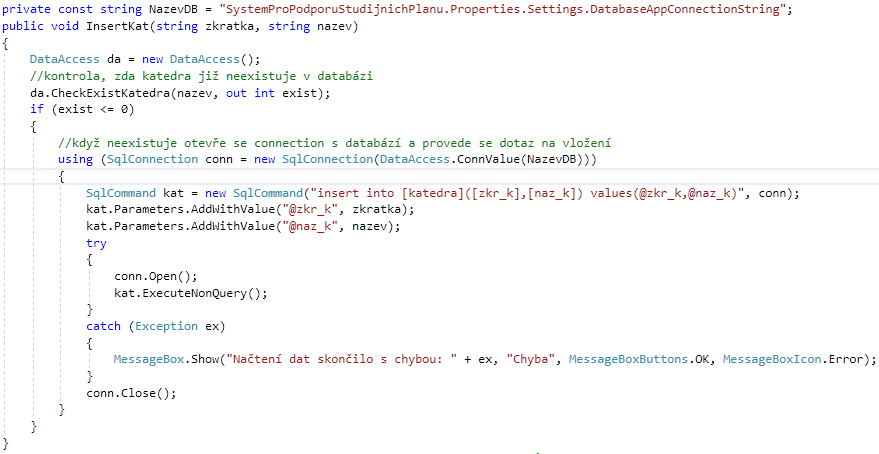 private const string NazevDB = "SystemProPodporuStudijnichPlanu.Properties.Settings.DatabaseAppConnectionString";
public void InsertKat(string zkratka, string nazev)
{
DataAccess da = new DataAccess();
//kontrola, zda katedra již neexistuje v databázi
da.CheckExistKatedra(nazev, out int exist);
if (exist <= 0)
{
//když neexistuje otevře se connection s databází a provede se dotaz na vložení
using (SqlConnection conn = new SqlConnection(DataAccess.ConnValue(NazevDB)))
{
SqlCommand kat = new SqlCommand("insert into [katedra]([zkr_k],[naz_k]) values(@zkr_k,@naz_k)", conn);
kat.Parameters.AddWithValue("@zkr_k", zkratka);
kat.Parameters.AddWithValue("@naz_k", nazev);
try
{
conn.Open();
kat.ExecuteNonQuery();
}
catch (Exception ex)
{
MessageBox.Show("Načtení dat skončilo s chybou: " + ex, "Chyba", MessageBoxButtons.OK, MessageBoxIcon.Error);
}
conn.Close();
}
}
}